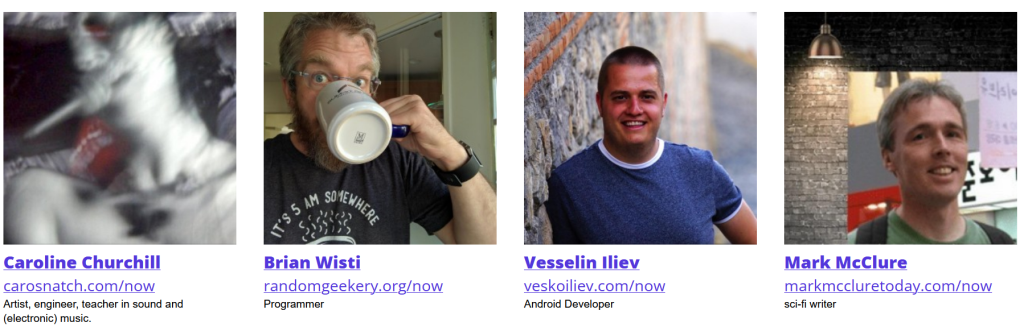 IT'S 5 AM SOMEWHERE
Caroline Churchill
carosnatch.com/now
Artist, engineer, teacher in sound and
(electronic) music.
Brian Wisti
randomgeekery.org/now
Programmer
Vesselin Iliev
veskoiliev.com/now
Android Developer
Mark McClure
markmccluretoday.com/now
sci-fi writer